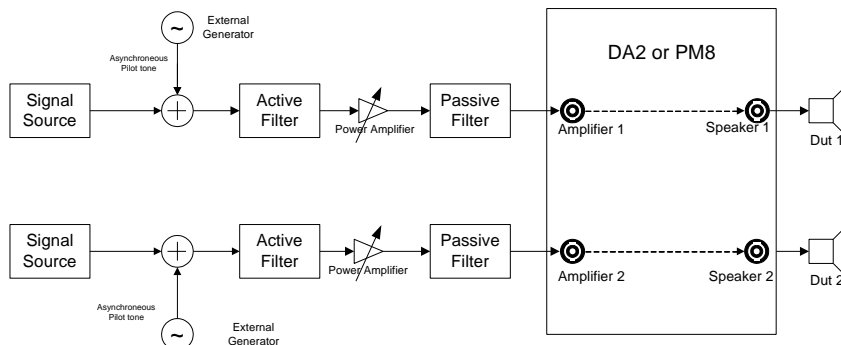 External
Generator
Asynchroneous
Pilot tone
DA2 or PM8
Signal
Source
Active
Filter
Power Amplifier
Passive
Filter
Amplifier 1
Speaker 1
Dut 1
Signal
Source
Active
Filter
Power Amplifier
Passive
Filter
Amplifier 2
Speaker 2
Dut 2
Asynchroneous
Pilot tone
External
Generator